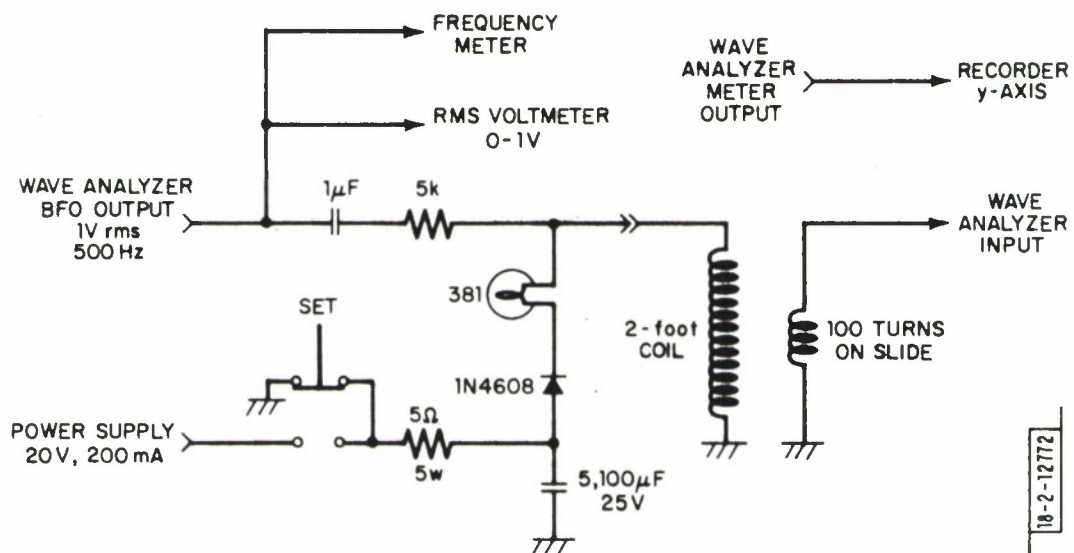 FREQUENCY
METER
RMS VOLTMETER
0-1V
WAVE
ANALYZER
METER
OUTPUT
RECORDER
y-AXIS
WAVE ANALYZER
BFO OUTPUT
1V rms
500 Hz
1μF
5k
WAVE
ANALYZER
INPUT
381
SET
2-foot
COIL
100 TURNS
ON SLIDE
1N4608
POWER SUPPLY
20V, 200mA
5Ω
5w
5,100μF
25V
18-2-12772